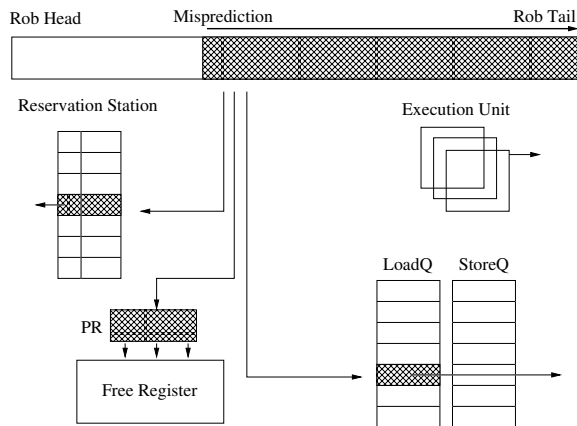 Rob Head Misprediction Rob Tail
Reservation Station
Execution Unit
LoadQ StoreQ
PR
Free Register